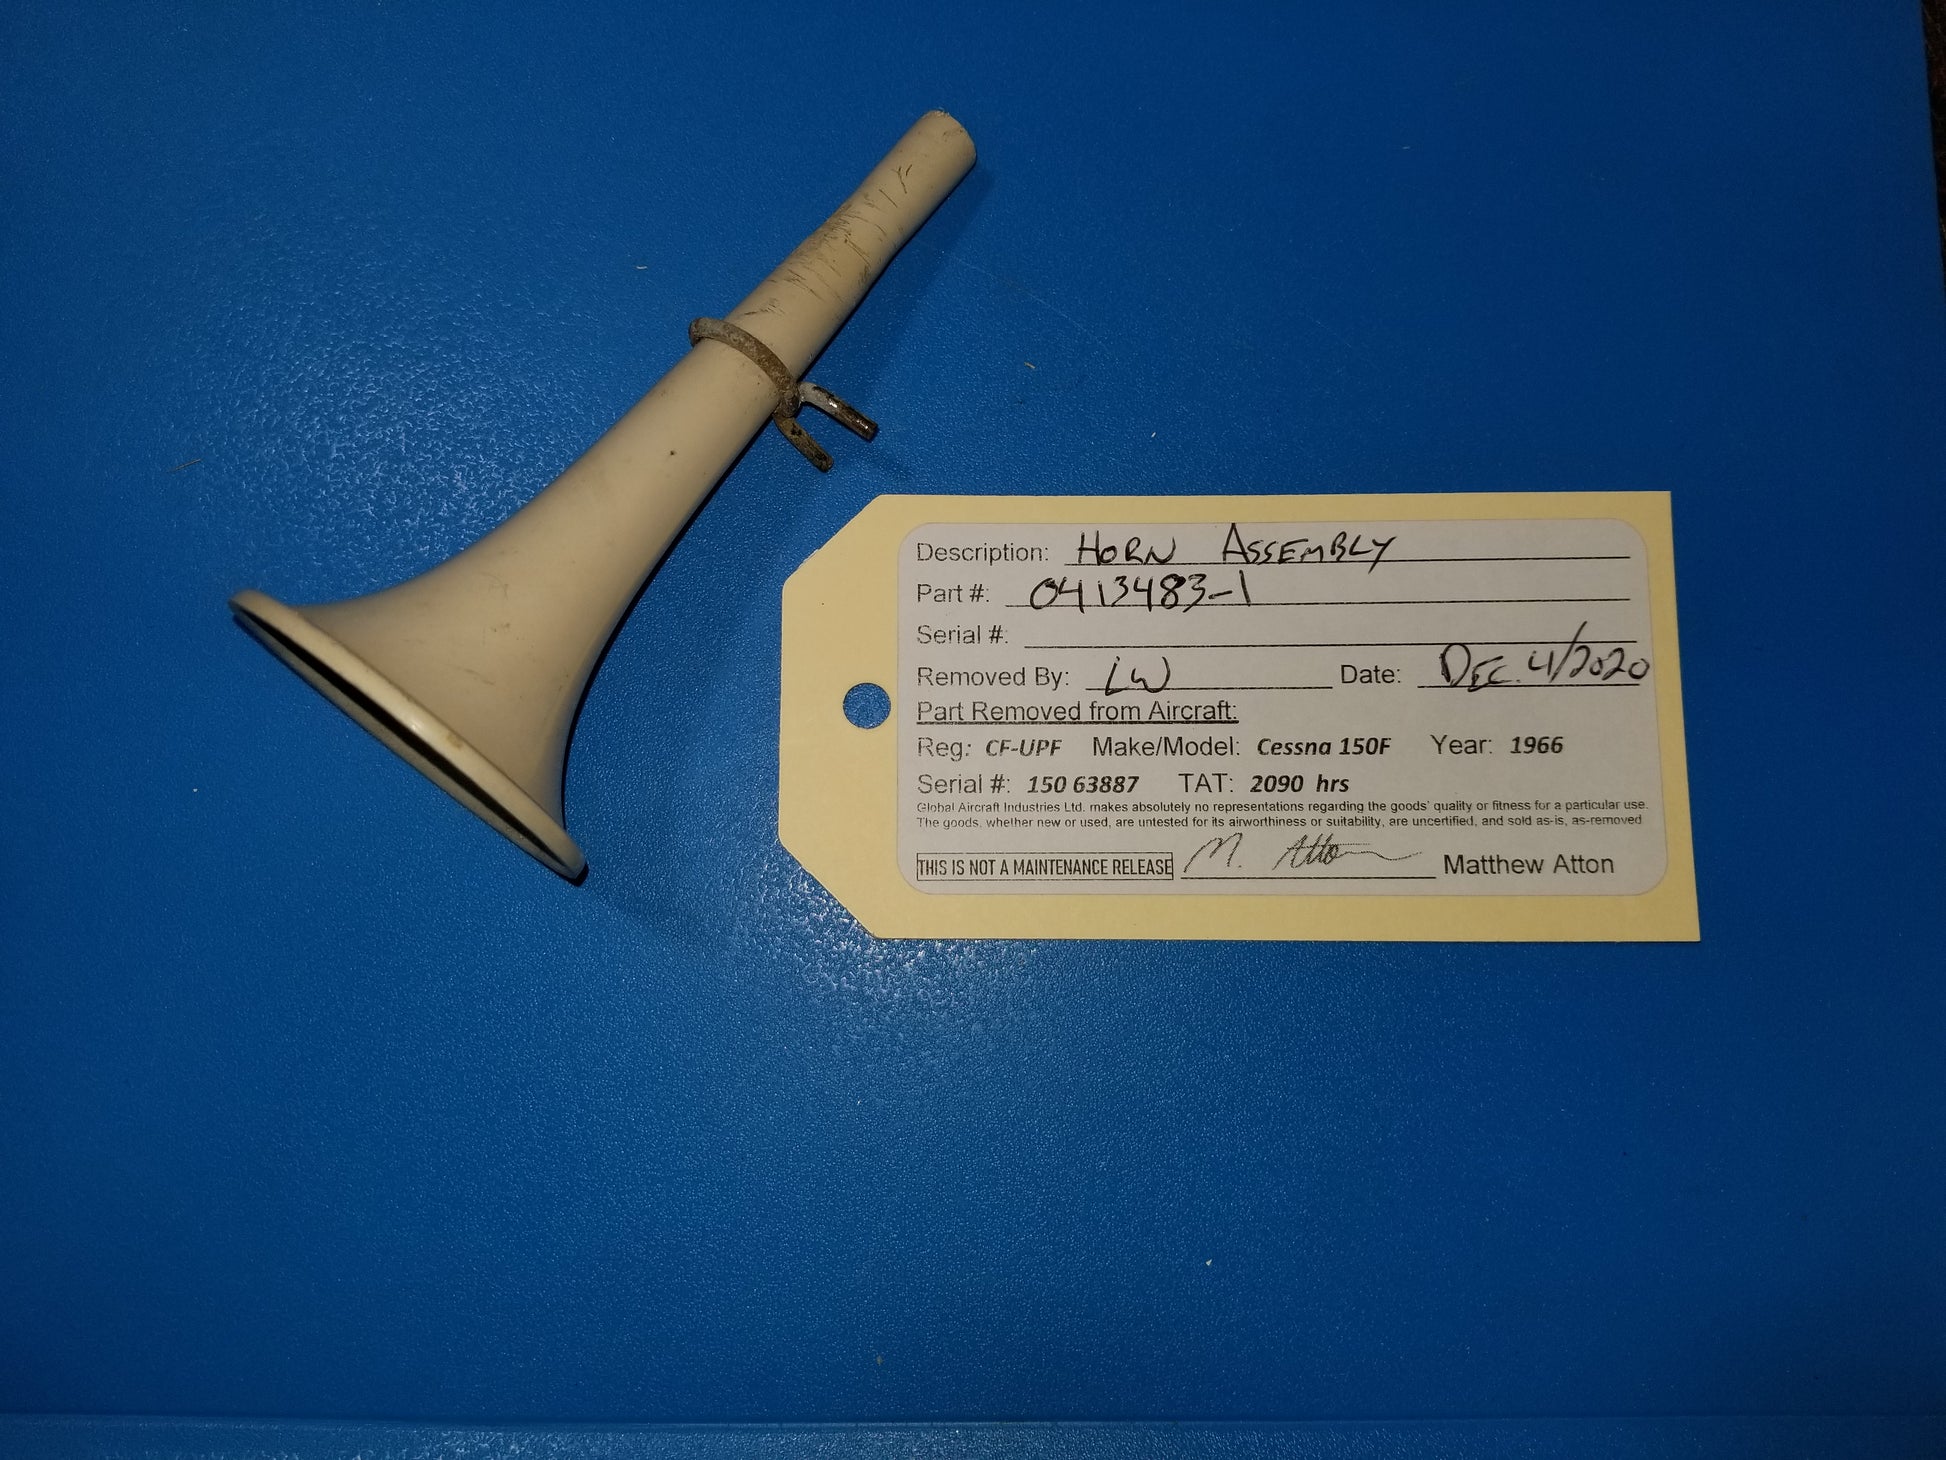 Description: HORN ASSEMBLY
Part #: 0413483-1
Serial #:
Removed By: LW Date: DEC. 4/2020
Part Removed from Aircraft:
Reg: CF-UPF Make/Model: Cessna 150F Year: 1966
Serial #: 150 63887 TAT: 2090 hrs
Global Aircraft Industries Ltd. makes absolutely no representations regarding the goods' quality or fitness for a particular use.
The goods, whether new or used, are untested for its airworthiness or suitability, are uncertified, and sold as-is, as-removed
THIS IS NOT A MAINTENANCE RELEASE M. Atton Matthew Atton